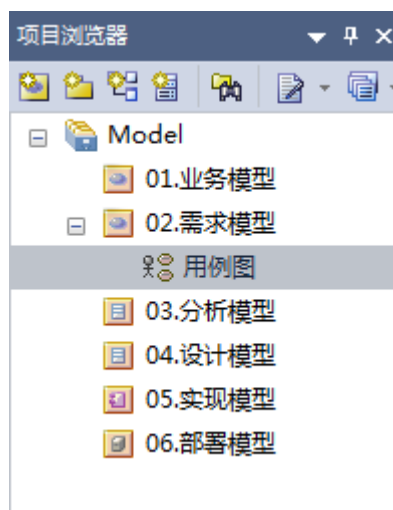 项目浏览器
Model
01.业务模型
02.需求模型
用例图
03.分析模型
04.设计模型
05.实现模型
06.部署模型